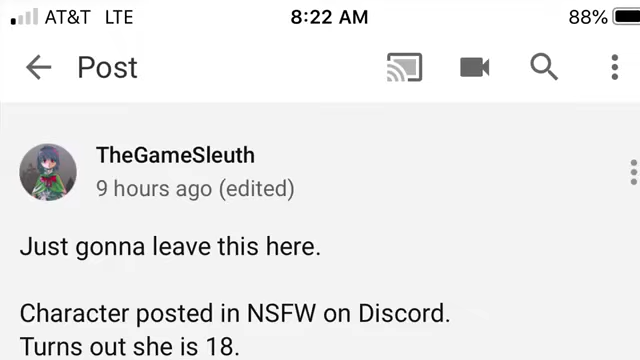 AT&T LTE 8:22 AM 88%
Post
TheGameSleuth
9 hours ago (edited)
Just gonna leave this here.
Character posted in NSFW on Discord.
Turns out she is 18.